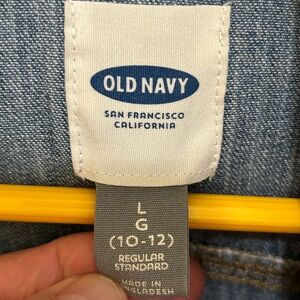 OLD NAVY
SAN FRANCISCO
CALIFORNIA
L
G
(10-12)
REGULAR
STANDARD
MADE IN